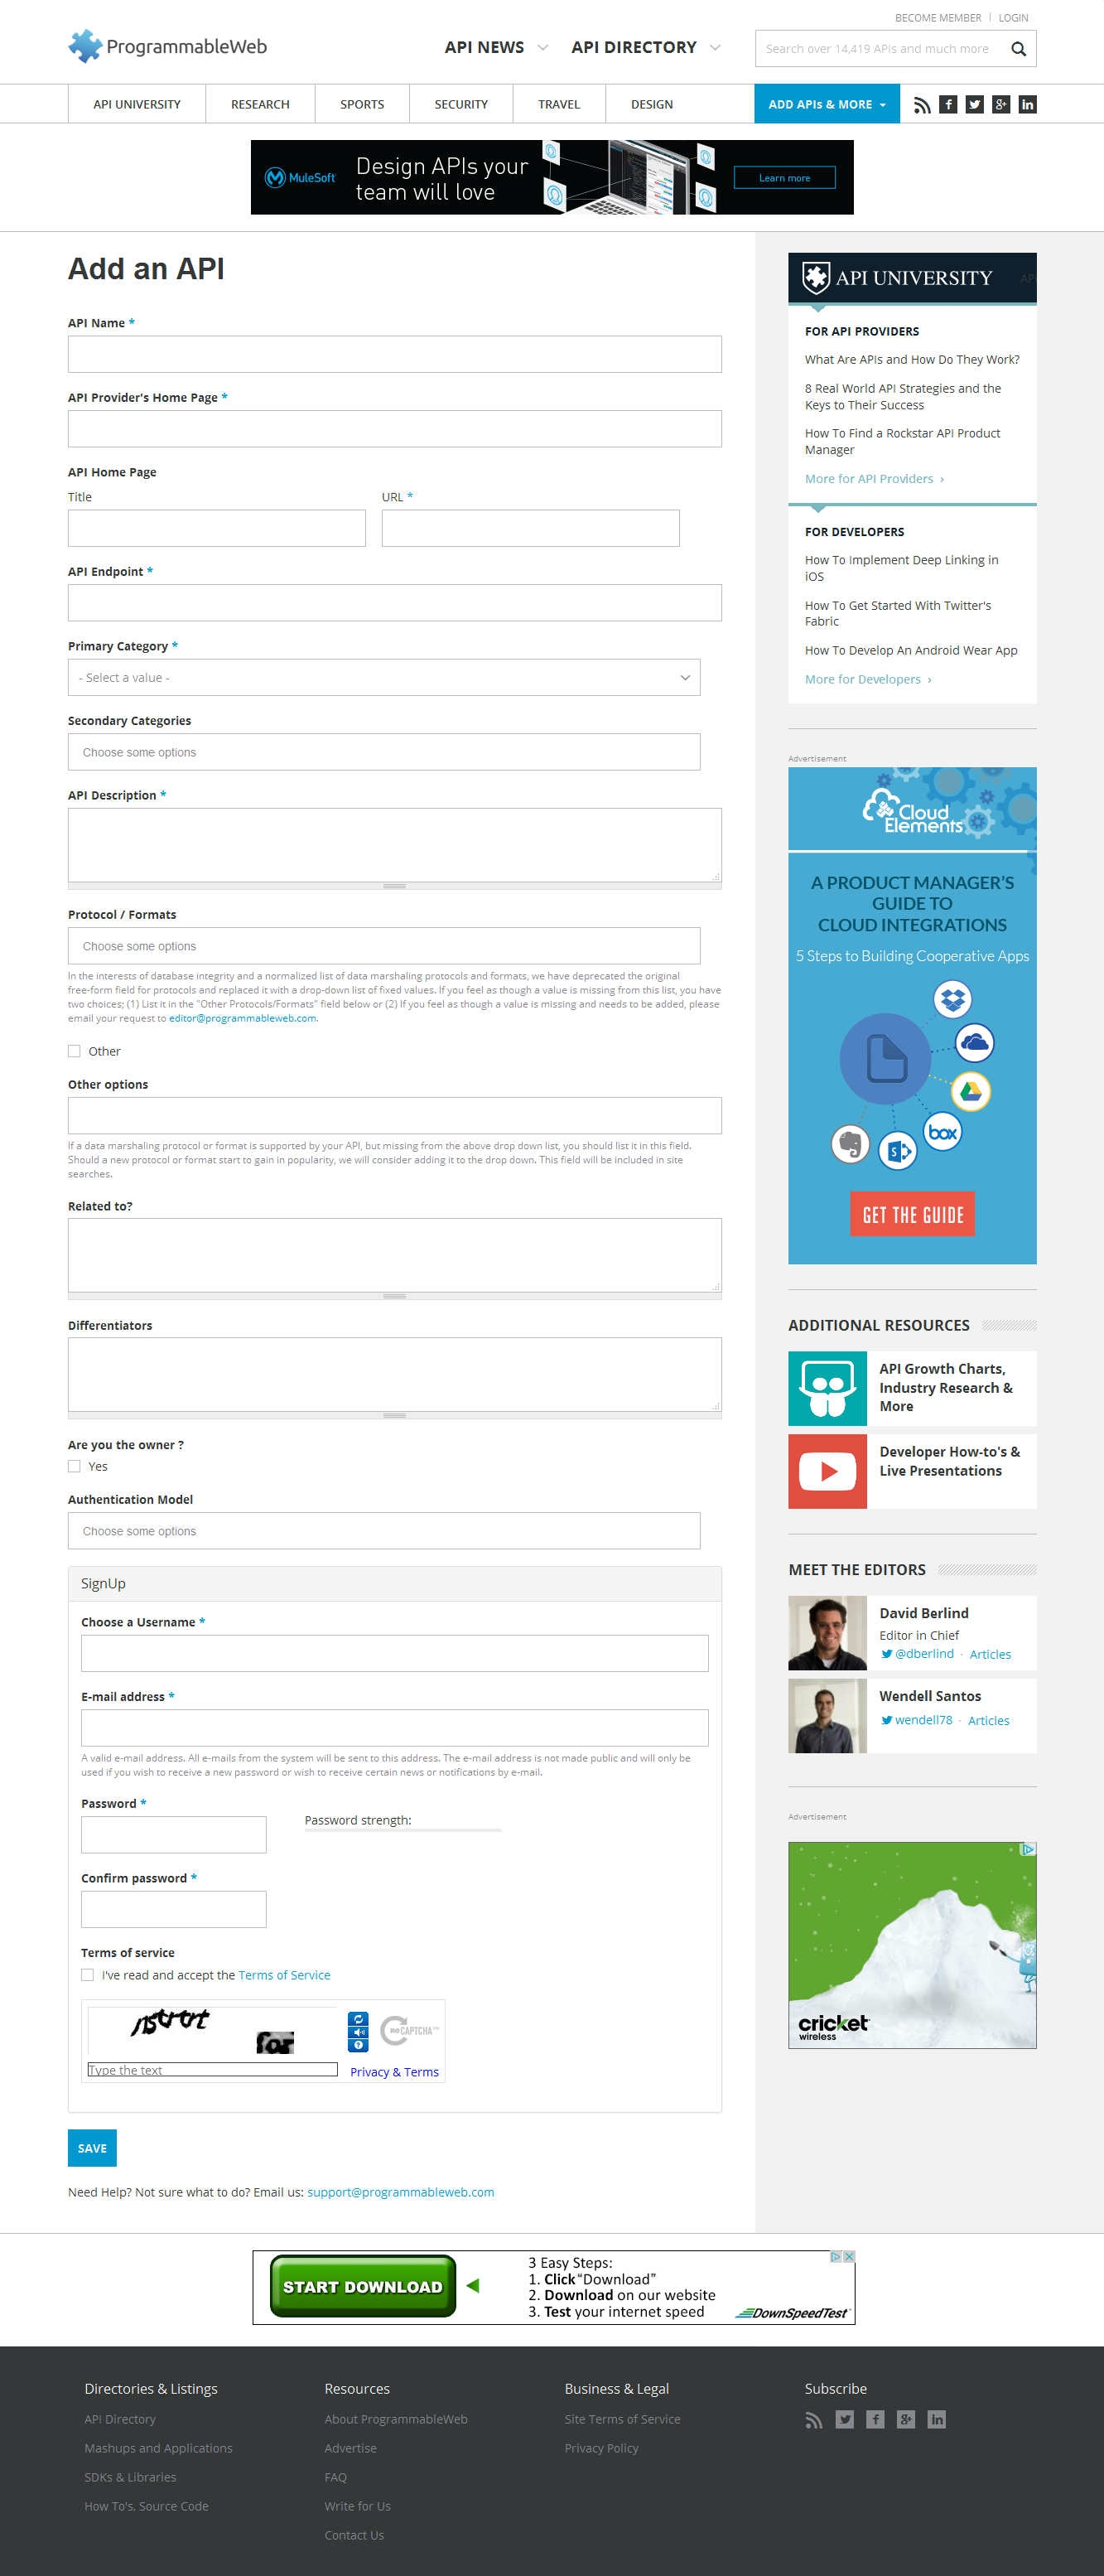 BECOME MEMBER | LOGIN
ProgrammableWeb
API NEWS
API DIRECTORY
Search over 14,419 APIs and much more
API UNIVERSITY
RESEARCH
SPORTS
SECURITY
TRAVEL
DESIGN
ADD APIs & MORE
MuleSoft
Design APIs your
team will love
Learn more
Add an API
API Name *
API Provider's Home Page *
API Home Page
Title
URL *
API Endpoint *
Primary Category *
- Select a value -
Secondary Categories
Choose some options
API Description *
Protocol / Formats
Choose some options
In the interests of database integrity and a normalized list of data marshaling protocols and formats, we have deprecated the original
free-form field for protocols and replaced it with a drop-down list of fixed values. If you feel as though a value is missing from this list, you have
two choices; (1) List it in the "Other Protocols/Formats" field below or (2) If you feel as though a value is missing and needs to be added, please
email your request to editor@programmableweb.com.
Other
Other options
If a data marshaling protocol or format is supported by your API, but missing from the above drop down list, you should list it in this field.
Should a new protocol or format start to gain in popularity, we will consider adding it to the drop down. This field will be included in site
searches.
Related to?
Differentiators
Are you the owner ?
Yes
Authentication Model
Choose some options
SignUp
Choose a Username *
E-mail address *
A valid e-mail address. All e-mails from the system will be sent to this address. The e-mail address is not made public and will only be
used if you wish to receive a new password or wish to receive certain news or notifications by e-mail.
Password *
Password strength:
Confirm password *
Terms of service
I've read and accept the Terms of Service
for
reCAPTCHA™
Type the text
Privacy & Terms
SAVE
Need Help? Not sure what to do? Email us: support@programmableweb.com
API UNIVERSITY
API
FOR API PROVIDERS
What Are APIs and How Do They Work?
8 Real World API Strategies and the
Keys to Their Success
How To Find a Rockstar API Product
Manager
More for API Providers ›
FOR DEVELOPERS
How To Implement Deep Linking in
iOS
How To Get Started With Twitter's
Fabric
How To Develop An Android Wear App
More for Developers ›
Advertisement
Cloud
Elements
A PRODUCT MANAGER'S
GUIDE TO
CLOUD INTEGRATIONS
5 Steps to Building Cooperative Apps
box
GET THE GUIDE
ADDITIONAL RESOURCES
API Growth Charts,
Industry Research &
More
Developer How-to's &
Live Presentations
MEET THE EDITORS
David Berlind
Editor in Chief
@dberlind · Articles
Wendell Santos
wendell78 · Articles
Advertisement
cricket
wireless
START DOWNLOAD
3 Easy Steps:
1. Click "Download"
2. Download on our website
3. Test your internet speed
DownSpeedTest
Directories & Listings
API Directory
Mashups and Applications
SDKs & Libraries
How To's, Source Code
Resources
About ProgrammableWeb
Advertise
FAQ
Write for Us
Contact Us
Business & Legal
Site Terms of Service
Privacy Policy
Subscribe